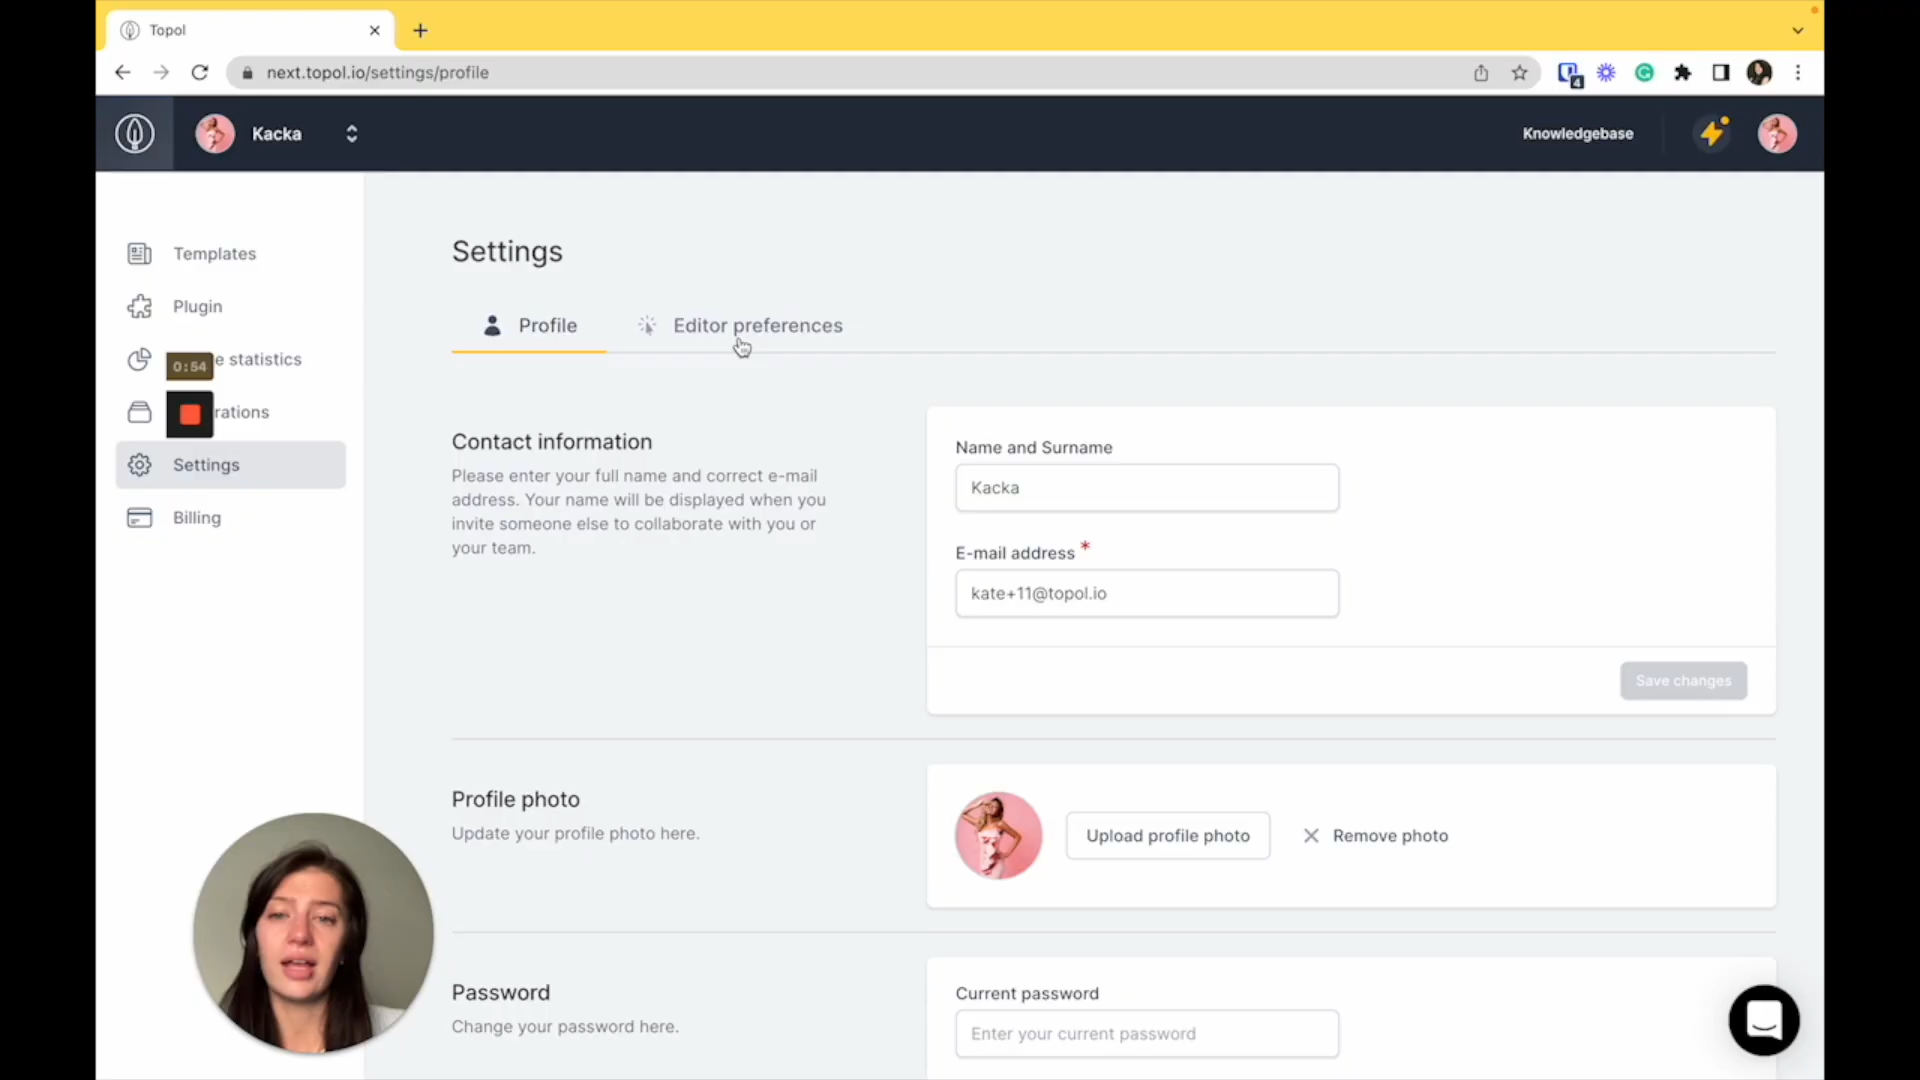 Topol
next.topol.io/settings/profile
4
Kacka
Knowledgebase
Templates
Plugin
0:54
e statistics
rations
Settings
Billing
Settings
Profile
Editor preferences
Contact information
Please enter your full name and correct e-mail
address. Your name will be displayed when you
invite someone else to collaborate with you or
your team.
Name and Surname
Kacka
E-mail address *
kate+11@topol.io
Save changes
Profile photo
Update your profile photo here.
Upload profile photo
Remove photo
Password
Change your password here.
Current password
Enter your current password